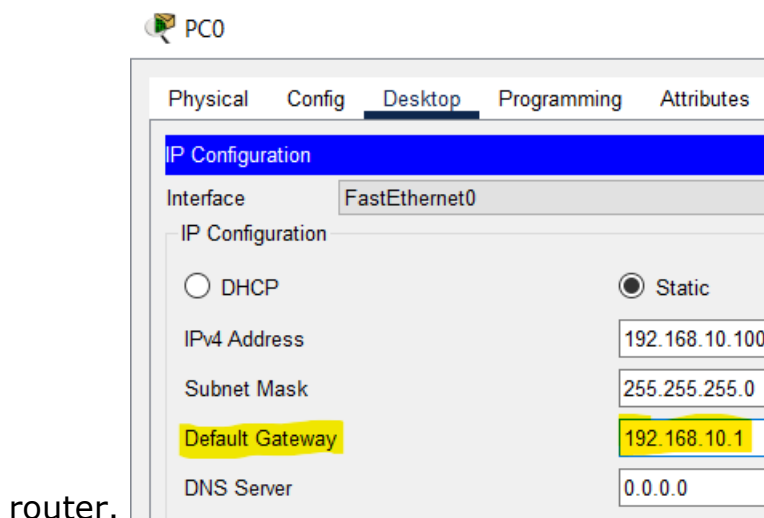 PC0
Physical Config Desktop Programming Attributes
IP Configuration
Interface FastEthernet0
IP Configuration
DHCP Static
IPv4 Address 192.168.10.100
Subnet Mask 255.255.255.0
Default Gateway 192.168.10.1
DNS Server 0.0.0.0
router.